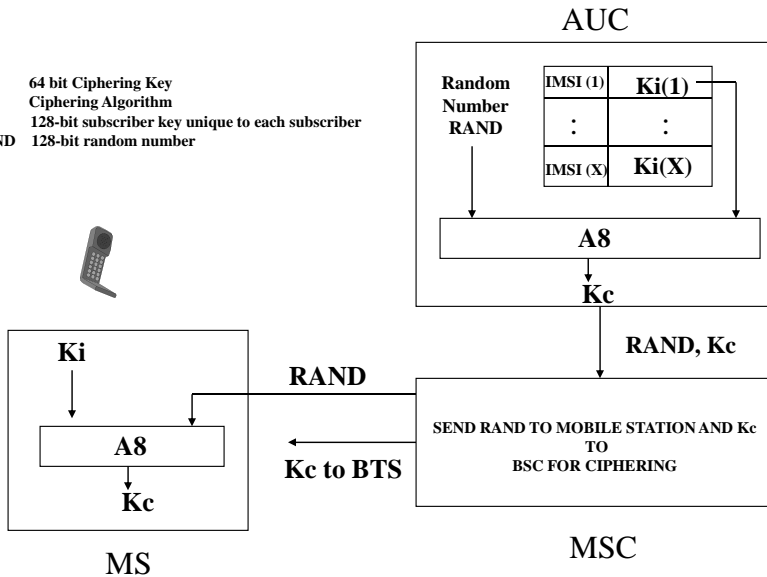 AUC
64 bit Ciphering Key
Ciphering Algorithm
128-bit subscriber key unique to each subscriber
ND 128-bit random number
Random
Number
RAND
IMSI (1) Ki(1)
: :
IMSI (X) Ki(X)
A8
Kc
RAND, Kc
Ki
RAND
A8
Kc
Kc to BTS
SEND RAND TO MOBILE STATION AND Kc
TO
BSC FOR CIPHERING
MS
MSC